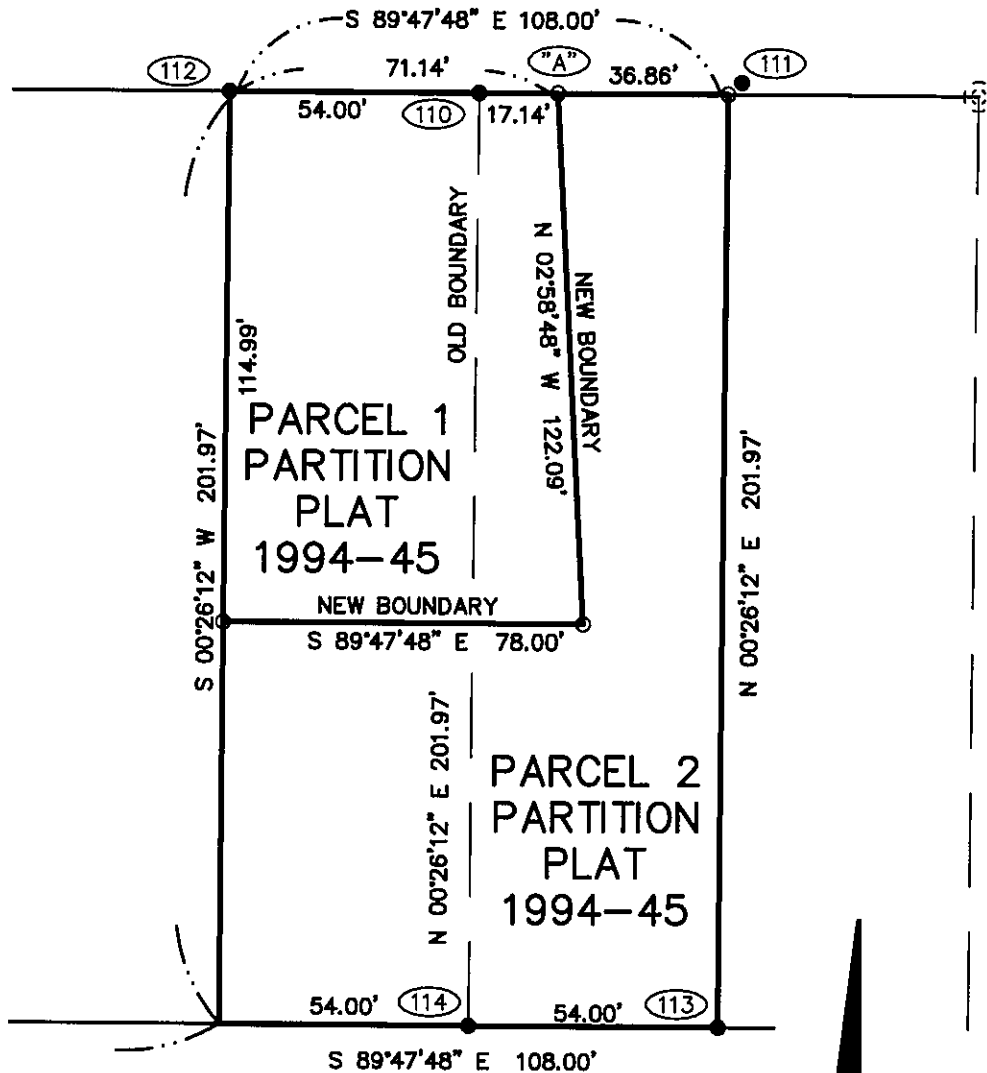 S 89°47'48" E 108.00'
112
71.14'
"A"
36.86'
111
54.00'
110
17.14'
OLD BOUNDARY
N 02°58'48" W 122.09'
NEW BOUNDARY
114.99'
PARCEL 1
PARTITION
PLAT
1994-45
S 00°26'12" W 201.97'
N 00°26'12" E 201.97'
NEW BOUNDARY
S 89°47'48" E 78.00'
N 00°26'12" E 201.97'
PARCEL 2
PARTITION
PLAT
1994-45
54.00'
114
54.00'
113
S 89°47'48" E 108.00'